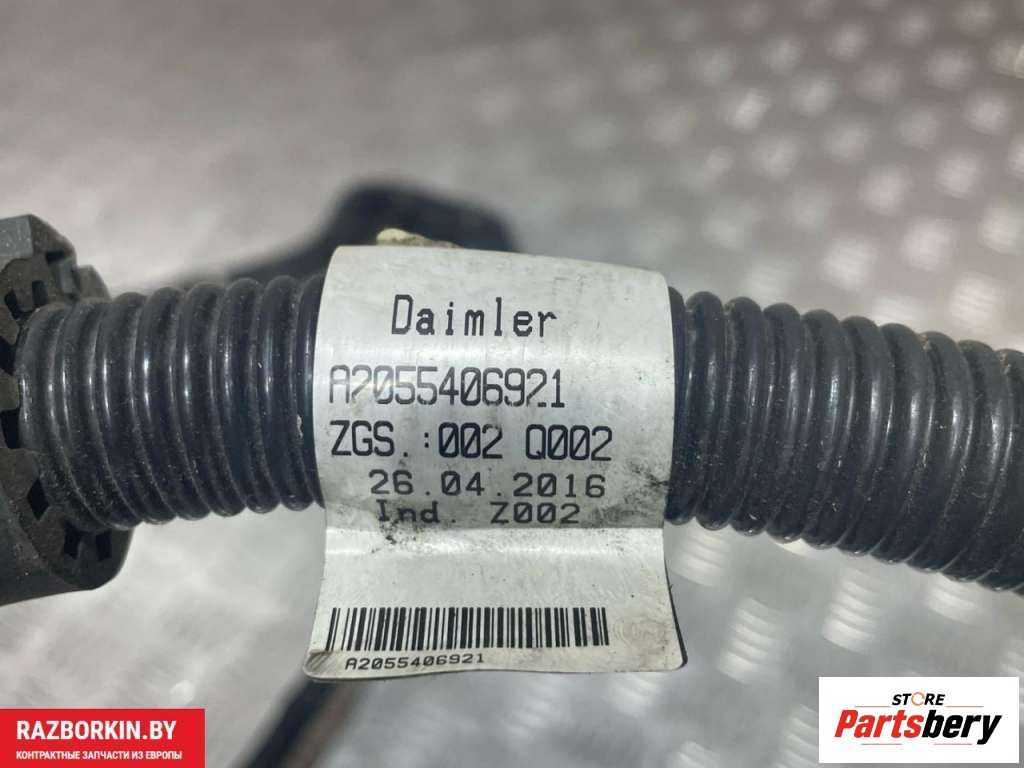 Daimler
A2055406921
ZGS.:002 Q002
26.04.2016
Ind. Z002
A2055406921
RAZBORKIN.BY
КОНТРАКТНЫЕ ЗАПЧАСТИ ИЗ ЕВРОПЫ
STORE
Partsbery